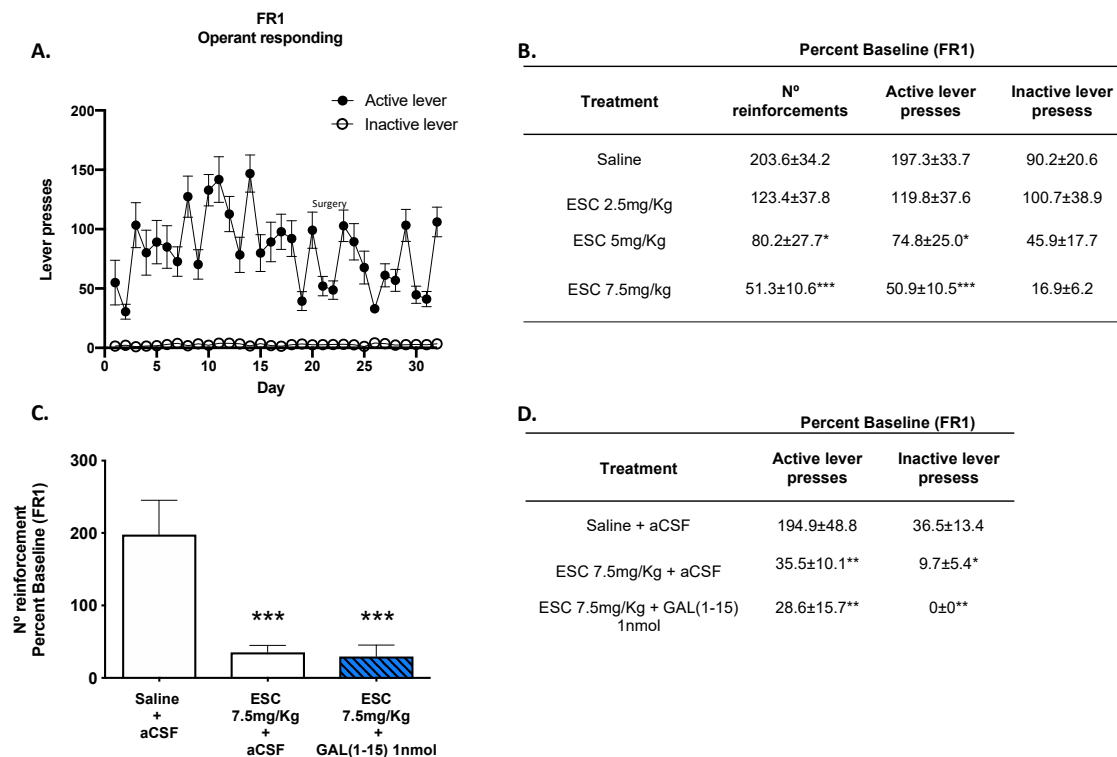 FR1
Operant responding
A.
Active lever
Inactive lever
200
150
100
50
0
Lever presses
Surgery
0 5 10 15 20 25 30
Day
B.
Percent Baseline (FR1)
Treatment
Nº
reinforcements
Active lever
presses
Inactive lever
presess
Saline 203.6±34.2 197.3±33.7 90.2±20.6
ESC 2.5mg/Kg 123.4±37.8 119.8±37.6 100.7±38.9
ESC 5mg/Kg 80.2±27.7* 74.8±25.0* 45.9±17.7
ESC 7.5mg/kg 51.3±10.6*** 50.9±10.5*** 16.9±6.2
C.
Nº reinforcement
Percent Baseline (FR1)
300
200
100
0
*** ***
Saline
+
aCSF
ESC
7.5mg/Kg
+
aCSF
ESC
7.5mg/Kg
+
GAL(1-15) 1nmol
D.
Percent Baseline (FR1)
Treatment
Active lever
presses
Inactive lever
presess
Saline + aCSF 194.9±48.8 36.5±13.4
ESC 7.5mg/Kg + aCSF 35.5±10.1** 9.7±5.4*
ESC 7.5mg/Kg + GAL(1-15)
1nmol
28.6±15.7** 0±0**